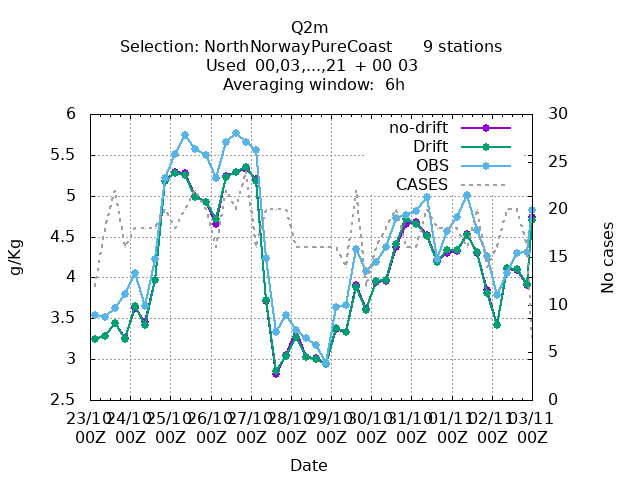 Q2m
Selection: NorthNorwayPureCoast 9 stations
Used 00,03,...,21 + 00 03
Averaging window: 6h
no-drift
Drift
OBS
CASES
6
5.5
5
4.5
4
3.5
3
2.5
30
25
20
15
10
5
0
g/Kg
No cases
23/10 24/10 25/10 26/10 27/10 28/10 29/10 30/10 31/10 01/11 02/11 03/11
00Z 00Z 00Z 00Z 00Z 00Z 00Z 00Z 00Z 00Z 00Z 00Z
Date